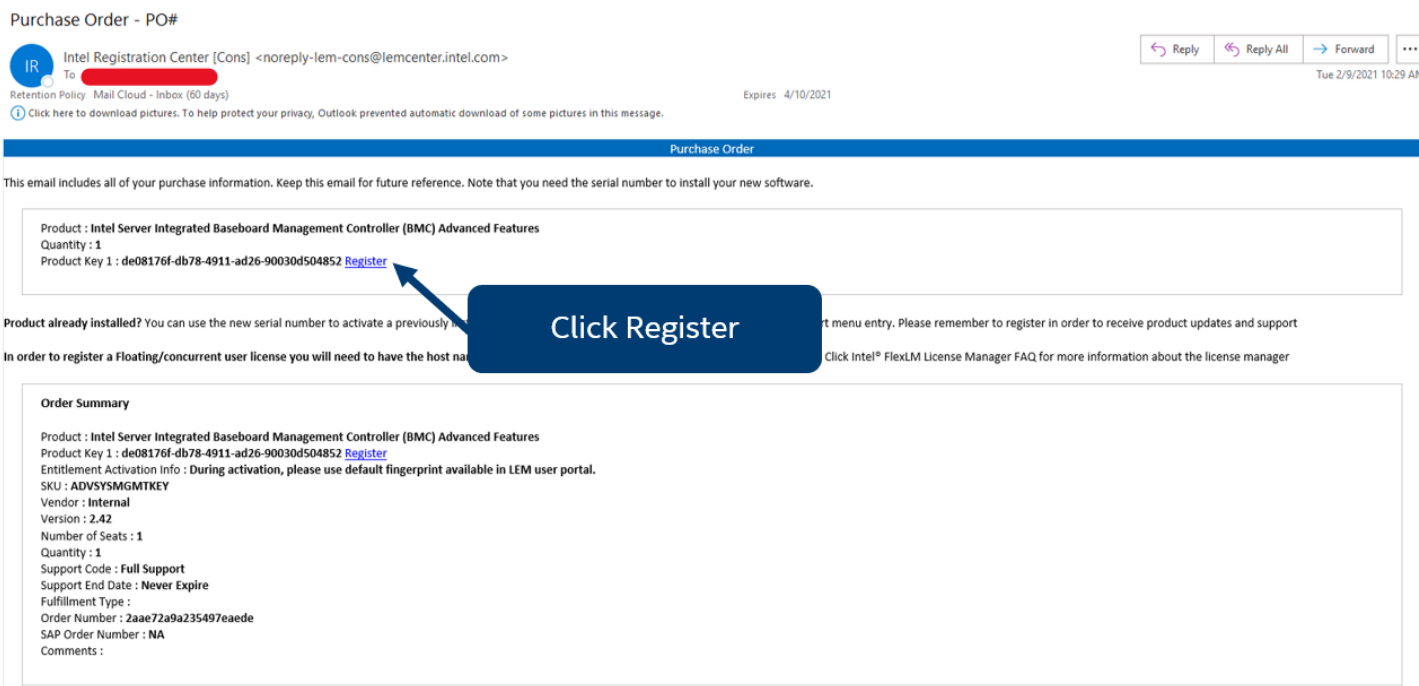 Purchase Order - PO#
IR
Intel Registration Center [Cons] <noreply-lem-cons@lemcenter.intel.com>
Reply
Reply All
Forward
To
Tue 2/9/2021 10:29 AM
Retention Policy Mail Cloud - Inbox (60 days)
Expires 4/10/2021
Click here to download pictures. To help protect your privacy, Outlook prevented automatic download of some pictures in this message.
Purchase Order
This email includes all of your purchase information. Keep this email for future reference. Note that you need the serial number to install your new software.
Product : Intel Server Integrated Baseboard Management Controller (BMC) Advanced Features
Quantity : 1
Product Key 1 : de08176f-db78-4911-ad26-90030d504852 Register
Click Register
Product already installed? You can use the new serial number to activate a previously menu entry. Please remember to register in order to receive product updates and support
In order to register a Floating/concurrent user license you will need to have the host Click Intel® FlexLM License Manager FAQ for more information about the license manager
Order Summary
Product : Intel Server Integrated Baseboard Management Controller (BMC) Advanced Features
Product Key 1 : de08176f-db78-4911-ad26-90030d504852 Register
Entitlement Activation Info : During activation, please use default fingerprint available in LEM user portal.
SKU : ADVSYSMGMTKEY
Vendor : Internal
Version : 2.42
Number of Seats : 1
Quantity : 1
Support Code : Full Support
Support End Date : Never Expire
Fulfillment Type :
Order Number : 2aae72a9a235497eaede
SAP Order Number : NA
Comments :